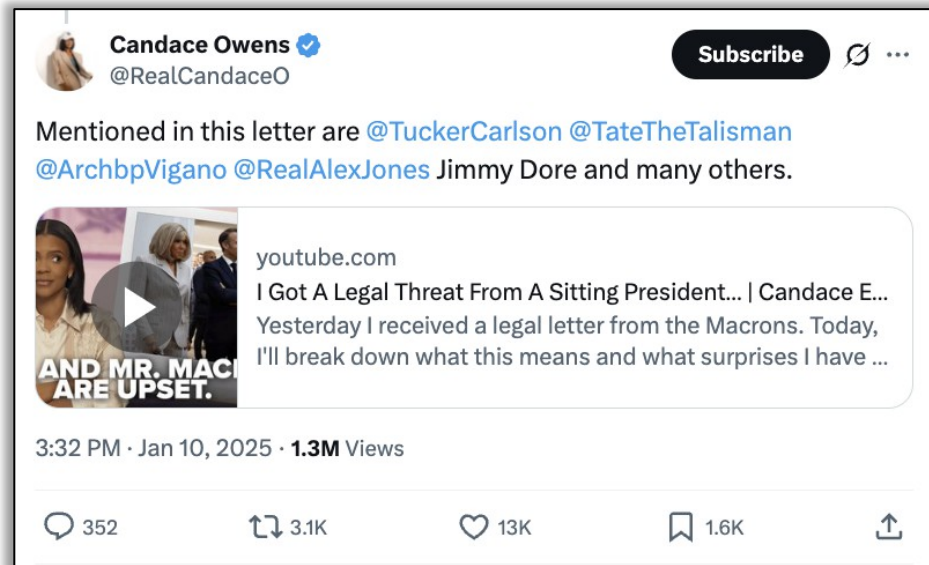 Candace Owens
Subscribe
@RealCandaceO
Mentioned in this letter are @TuckerCarlson @TateTheTalisman
@ArchbpVigano @RealAlexJones Jimmy Dore and many others.
AND MR. MACI
ARE UPSET.
youtube.com
I Got A Legal Threat From A Sitting President... | Candace E...
Yesterday I received a legal letter from the Macrons. Today,
I'll break down what this means and what surprises I have ...
3:32 PM · Jan 10, 2025 · 1.3M Views
352
3.1K
13K
1.6K